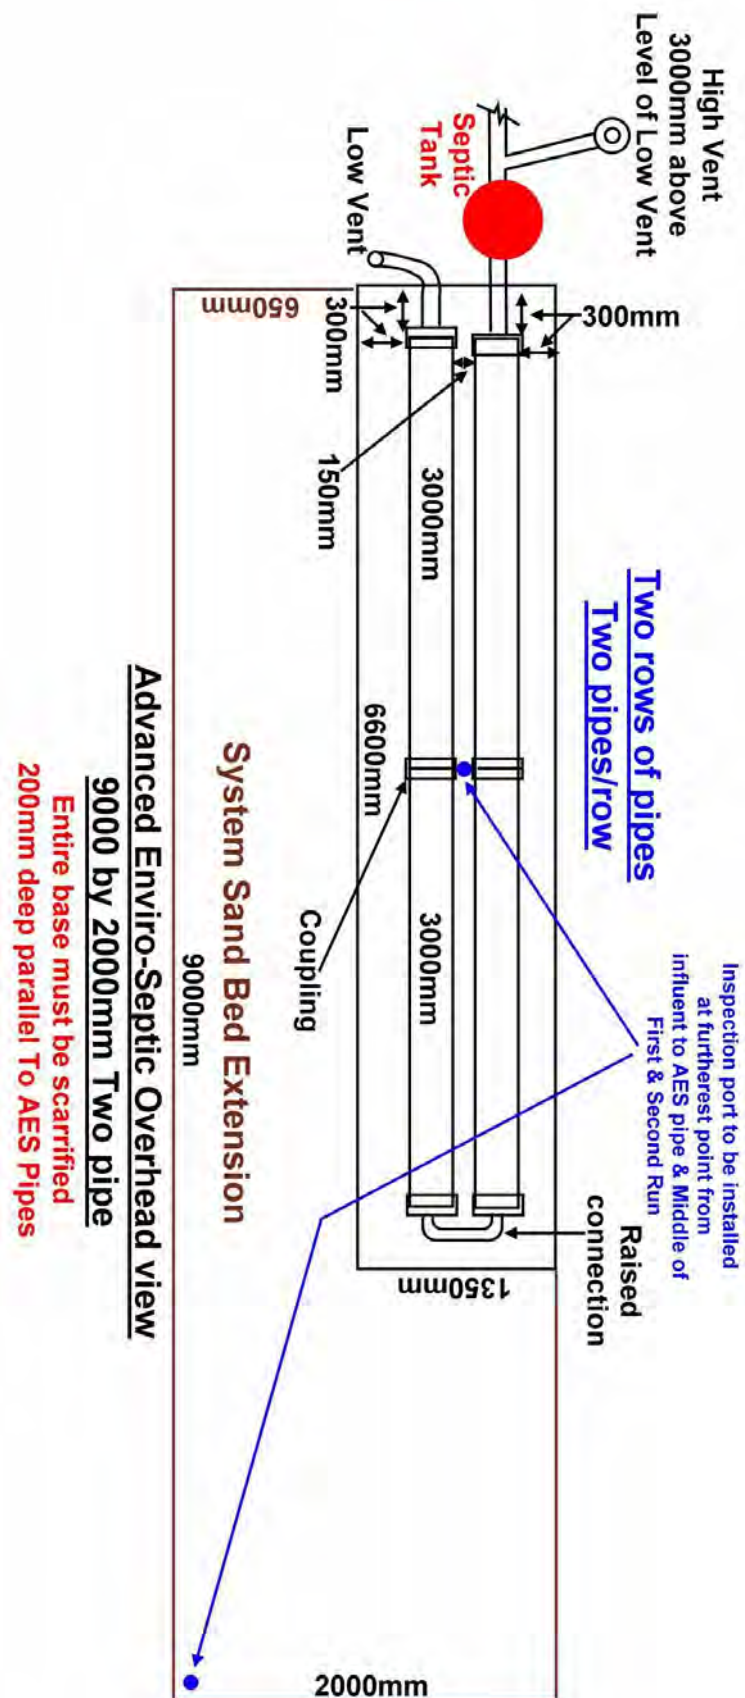 High Vent
3000mm above
Level of Low Vent
Septic
Tank
Low Vent
300mm
650mm
300mm
150mm
3000mm
6600mm
3000mm
Coupling
Two rows of pipes
Two pipes/row
Inspection port to be installed
at furtherest point from
influent to AES pipe & Middle of
First & Second Run
Raised
connection
1350mm
System Sand Bed Extension
9000mm
2000mm
Advanced Enviro-Septic Overhead view
9000 by 2000mm Two pipe
Entire base must be scarrified
200mm deep parallel To AES Pipes